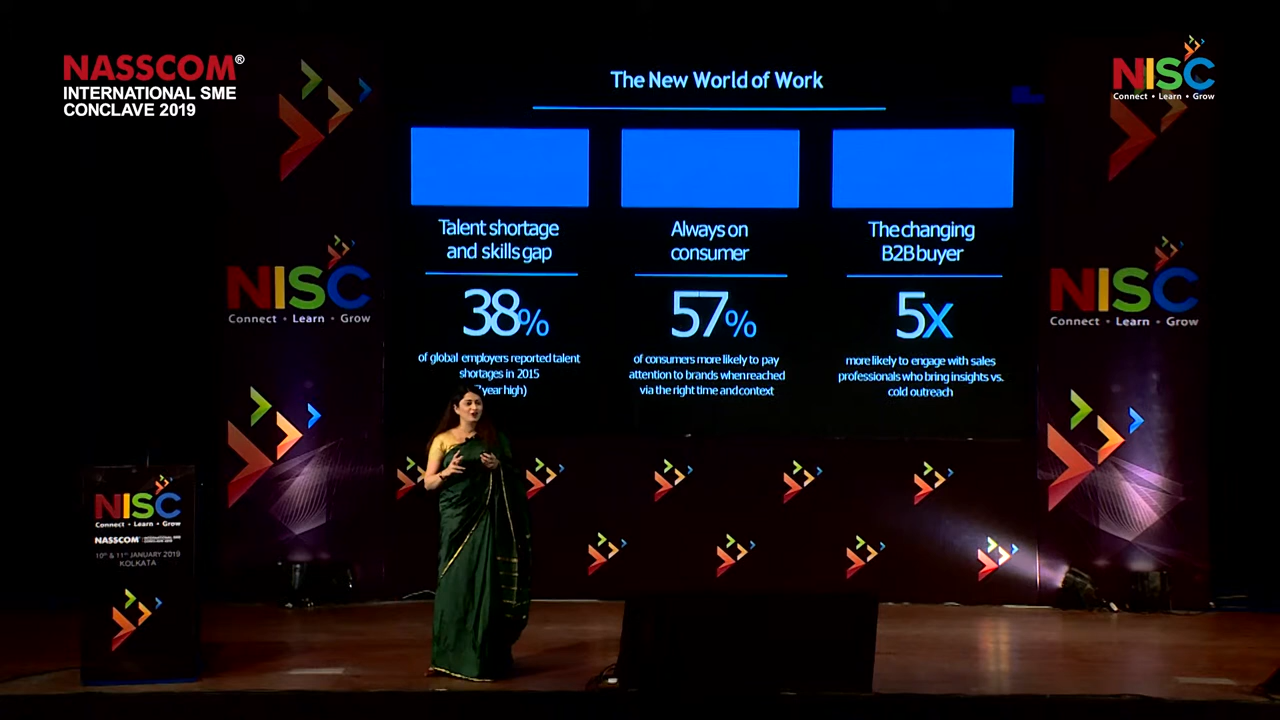 NASSCOM®
INTERNATIONAL SME
CONCLAVE 2019
NISC
Connect • Learn • Grow
The New World of Work
Talent shortage
and skills gap
38%
of global employers reported talent
shortages in 2015
year high)
Always on
consumer
57%
of consumers more likely to pay
attention to brands when reached
via the right time and context
The changing
B2B buyer
5x
more likely to engage with sales
professionals who bring insights vs.
cold outreach
NISC
Connect • Learn • Grow
NISC
Connect • Learn • Grow
NISC
Connect • Learn • Grow
NASSCOM® INTERNATIONAL SME
CONCLAVE 2019
10th & 11th JANUARY 2019
KOLKATA